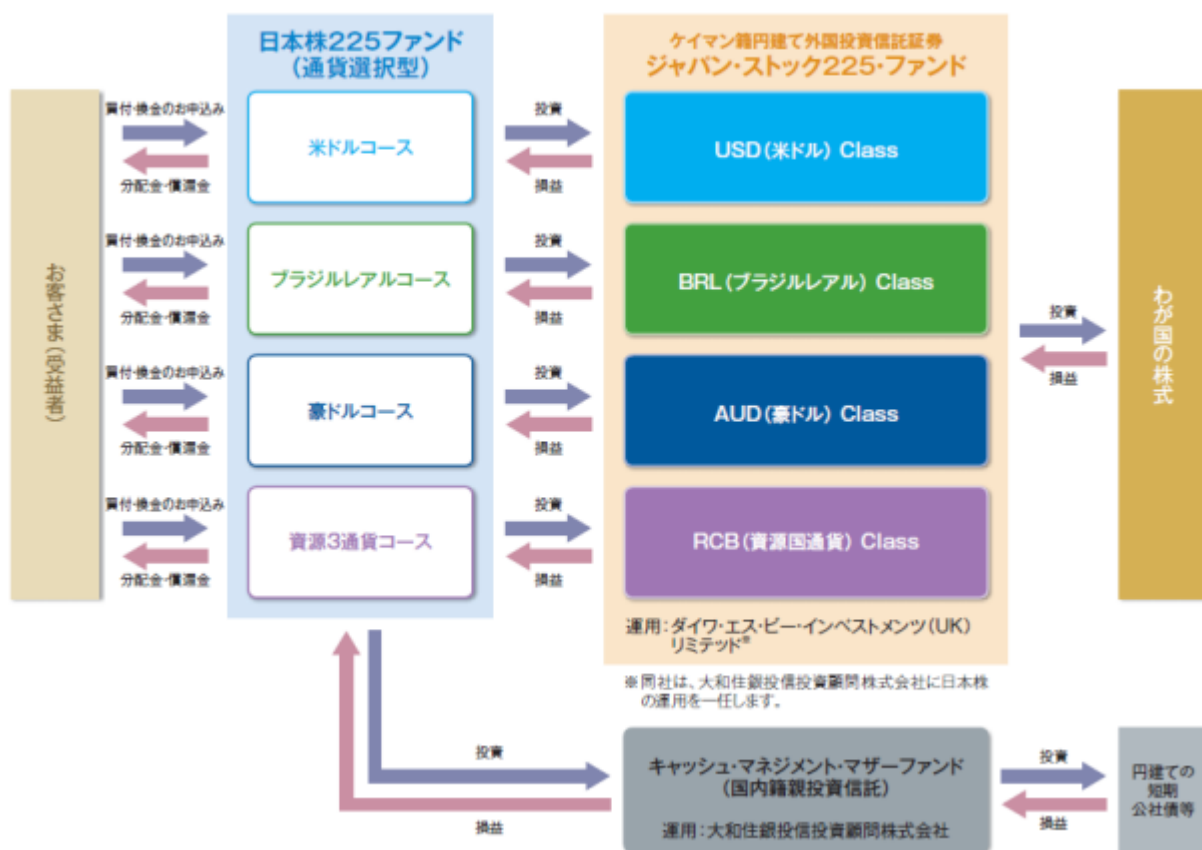 日本株225ファンド
(通貨選択型)
ケイマン籍円建て外国投資信託証券
ジャパン・ストック225・ファンド
お客さま(受益者)
買付・換金のお申込み
分配金・償還金
米ドルコース
投資
損益
USD(米ドル) Class
買付・換金のお申込み
分配金・償還金
ブラジルレアルコース
投資
損益
BRL(ブラジルレアル) Class
買付・換金のお申込み
分配金・償還金
豪ドルコース
投資
損益
AUD(豪ドル) Class
買付・換金のお申込み
分配金・償還金
資源3通貨コース
投資
損益
RCB(資源国通貨) Class
投資
損益
わが国の株式
運用:ダイワ・エス・ビー・インベストメンツ(UK)
リミテッド※
※同社は、大和住銀投信投資顧問株式会社に日本株
の運用を一任します。
投資
損益
キャッシュ・マネジメント・マザーファンド
(国内籍親投資信託)
運用:大和住銀投信投資顧問株式会社
投資
損益
円建ての
短期
公社債等